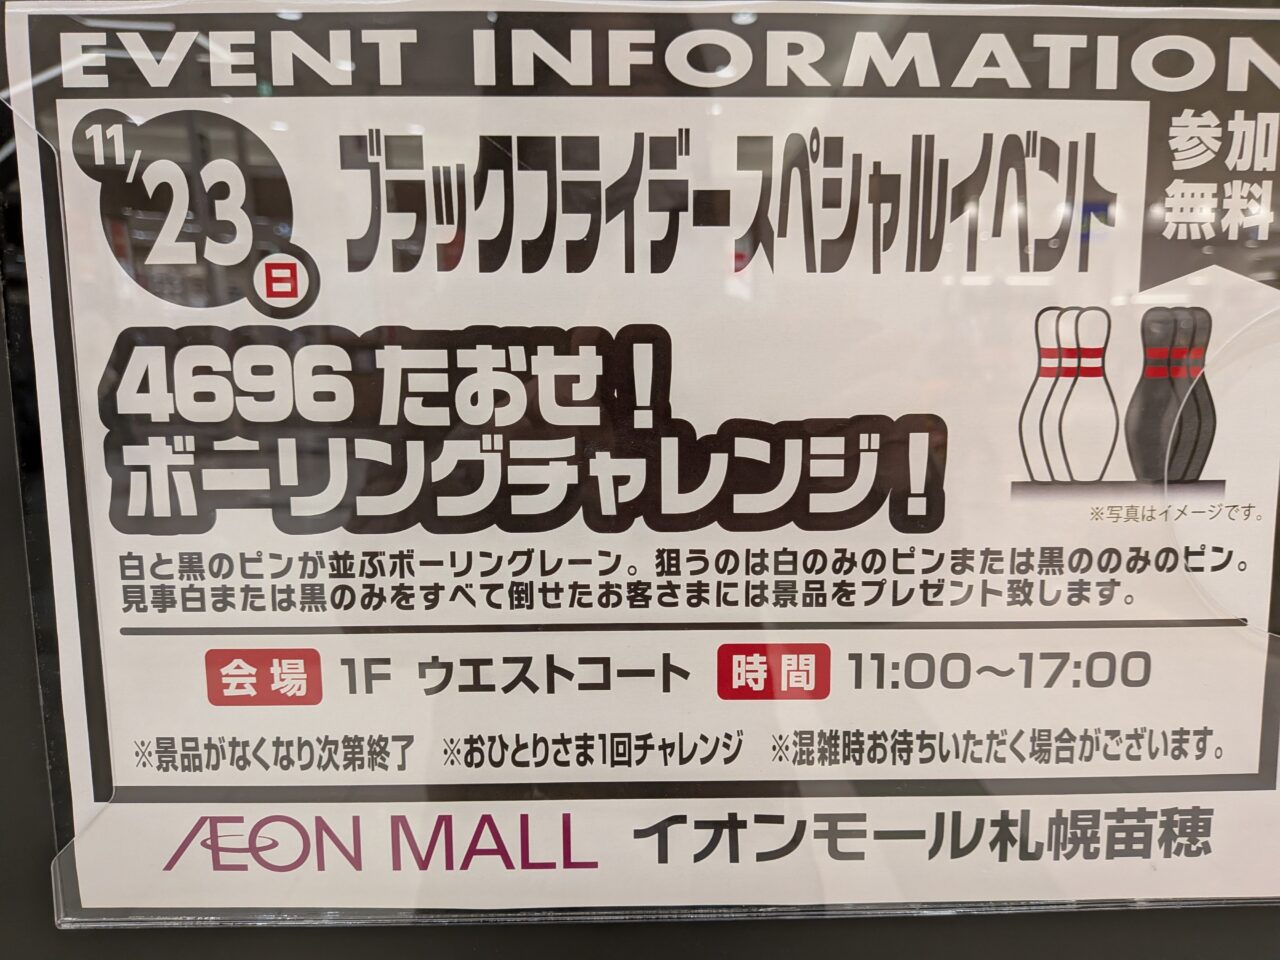 EVENT INFORMATION
11/23 日
ブラックフライデースペシャルイベント
参加
無料
4696 たおせ！
ボーリングチャレンジ！
※写真はイメージです。
白と黒のピンが並ぶボーリングレーン。狙うのは白のみのピンまたは黒ののみのピン。
見事白または黒のみをすべて倒せたお客さまには景品をプレゼント致します。
会場 1F ウエストコート 時間 11:00～17:00
※景品がなくなり次第終了 ※おひとりさま1回チャレンジ ※混雑時お待ちいただく場合がございます。
ÆON MALL イオンモール札幌苗穂